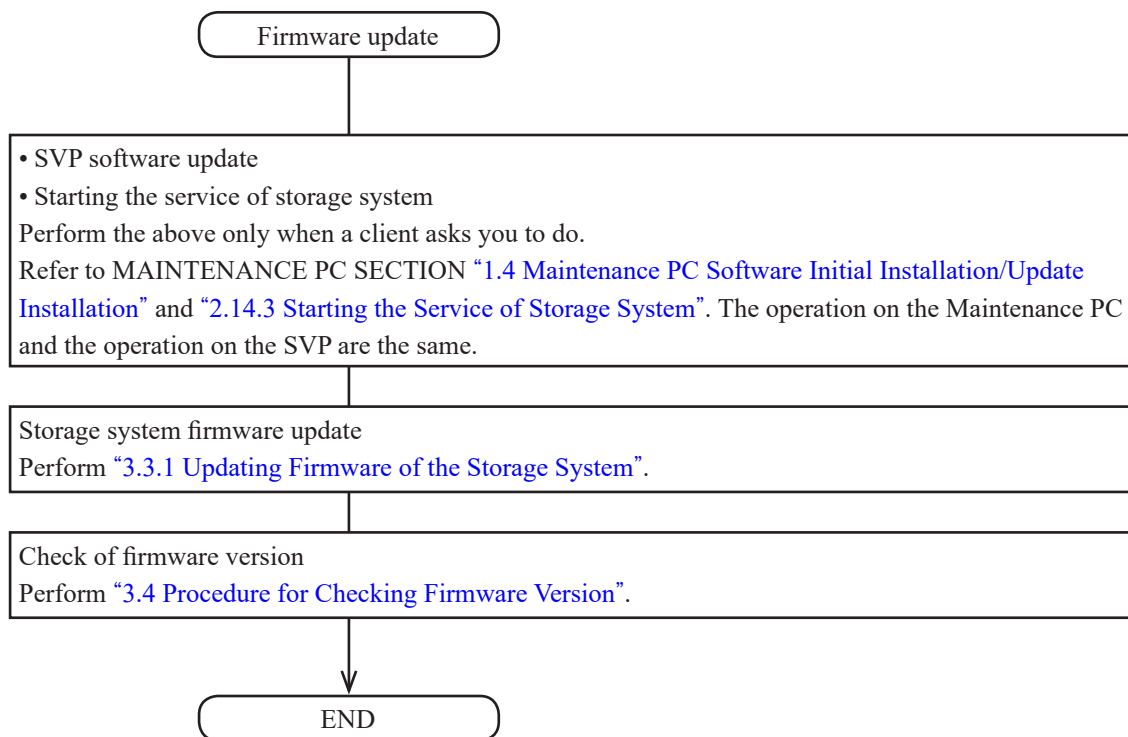 Firmware update
• SVP software update
• Starting the service of storage system
Perform the above only when a client asks you to do.
Refer to MAINTENANCE PC SECTION “1.4 Maintenance PC Software Initial Installation/Update
Installation” and “2.14.3 Starting the Service of Storage System”. The operation on the Maintenance PC
and the operation on the SVP are the same.
Storage system firmware update
Perform “3.3.1 Updating Firmware of the Storage System”.
Check of firmware version
Perform “3.4 Procedure for Checking Firmware Version”.
END